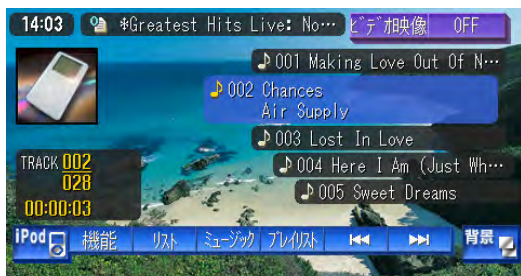 14:03 *Greatest Hits Live: No… ビデオ相映像 OFF
001 Making Love Out Of N…
002 Chances
Air Supply
003 Lost In Love
004 Here I Am (Just Wh…
005 Sweet Dreams
TRACK 002
028
00:00:03
iPod 機能 リスト ミュージック プレイリスト 背景